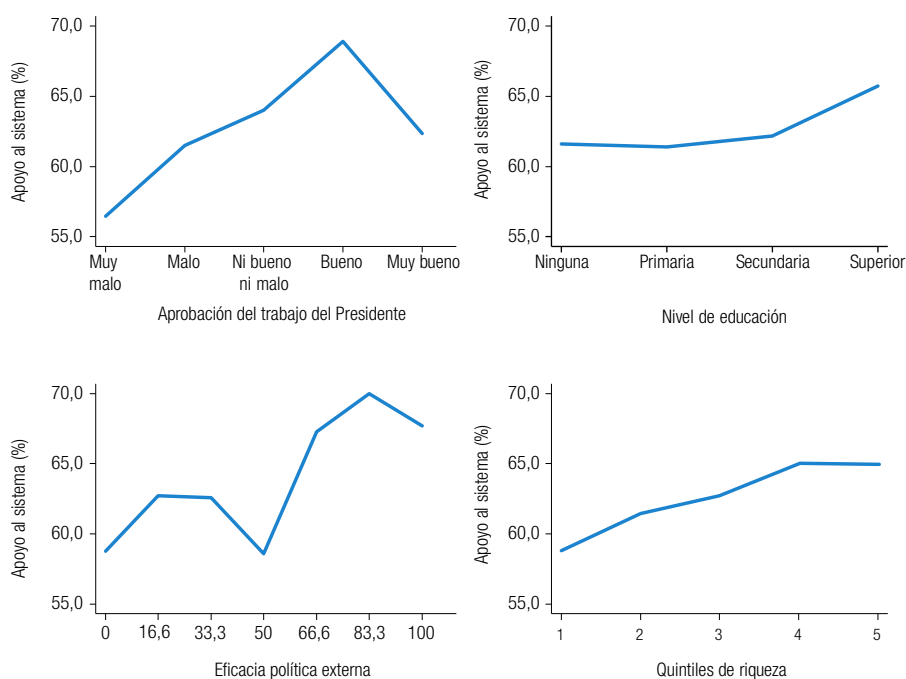 70,0
65,0
60,0
55,0
Apoyo al sistema (%)
Muy malo
Malo
Ni bueno ni malo
Bueno
Muy bueno
Aprobación del trabajo del Presidente
70,0
65,0
60,0
55,0
Apoyo al sistema (%)
Ninguna
Primaria
Secundaria
Superior
Nivel de educación
70,0
65,0
60,0
55,0
Apoyo al sistema (%)
0
16,6
33,3
50
66,6
83,3
100
Eficacia política externa
70,0
65,0
60,0
55,0
Apoyo al sistema (%)
1
2
3
4
5
Quintiles de riqueza